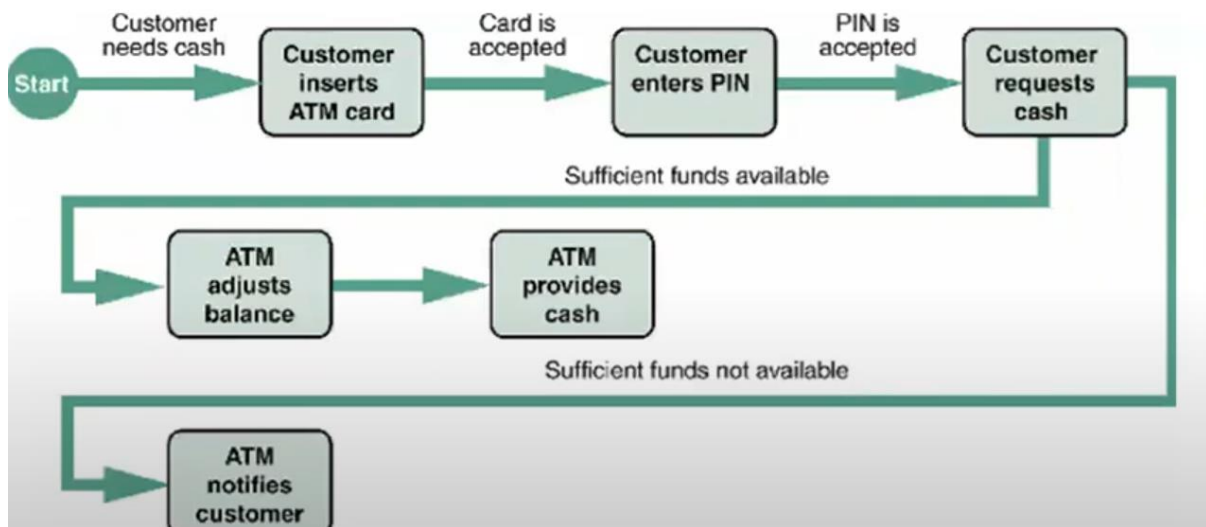 Customer
needs cash
Card is
accepted
PIN is
accepted
Start
Customer
inserts
ATM card
Customer
enters PIN
Customer
requests
cash
Sufficient funds available
ATM
adjusts
balance
ATM
provides
cash
Sufficient funds not available
ATM
notifies
customer